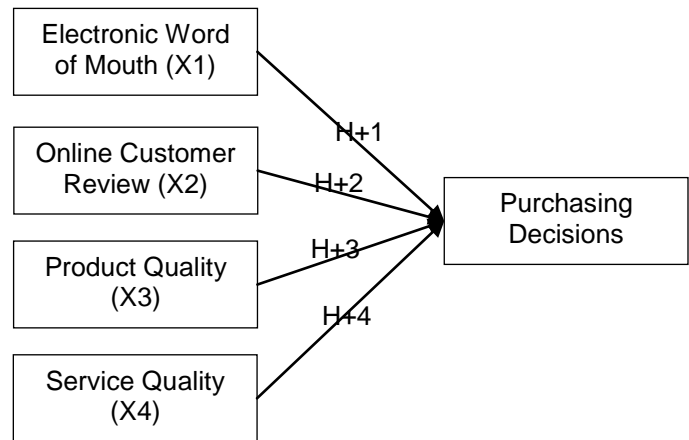 Electronic Word
of Mouth (X1)
H+1
Online Customer
Review (X2)
H+2
Purchasing
Decisions
Product Quality
(X3)
H+3
H+4
Service Quality
(X4)